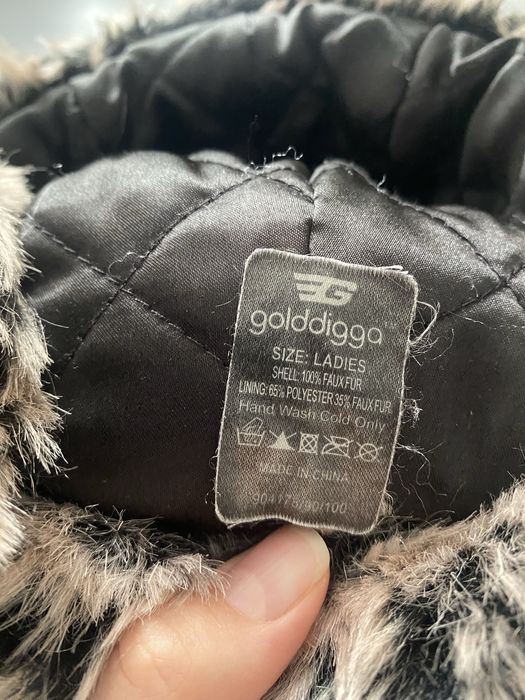 golddigga
SIZE: LADIES
SHELL: 100% FAUX FUR
LINING: 65% POLYESTER 35% FAUX FUR
Hand Wash Cold Only
MADE IN CHINA